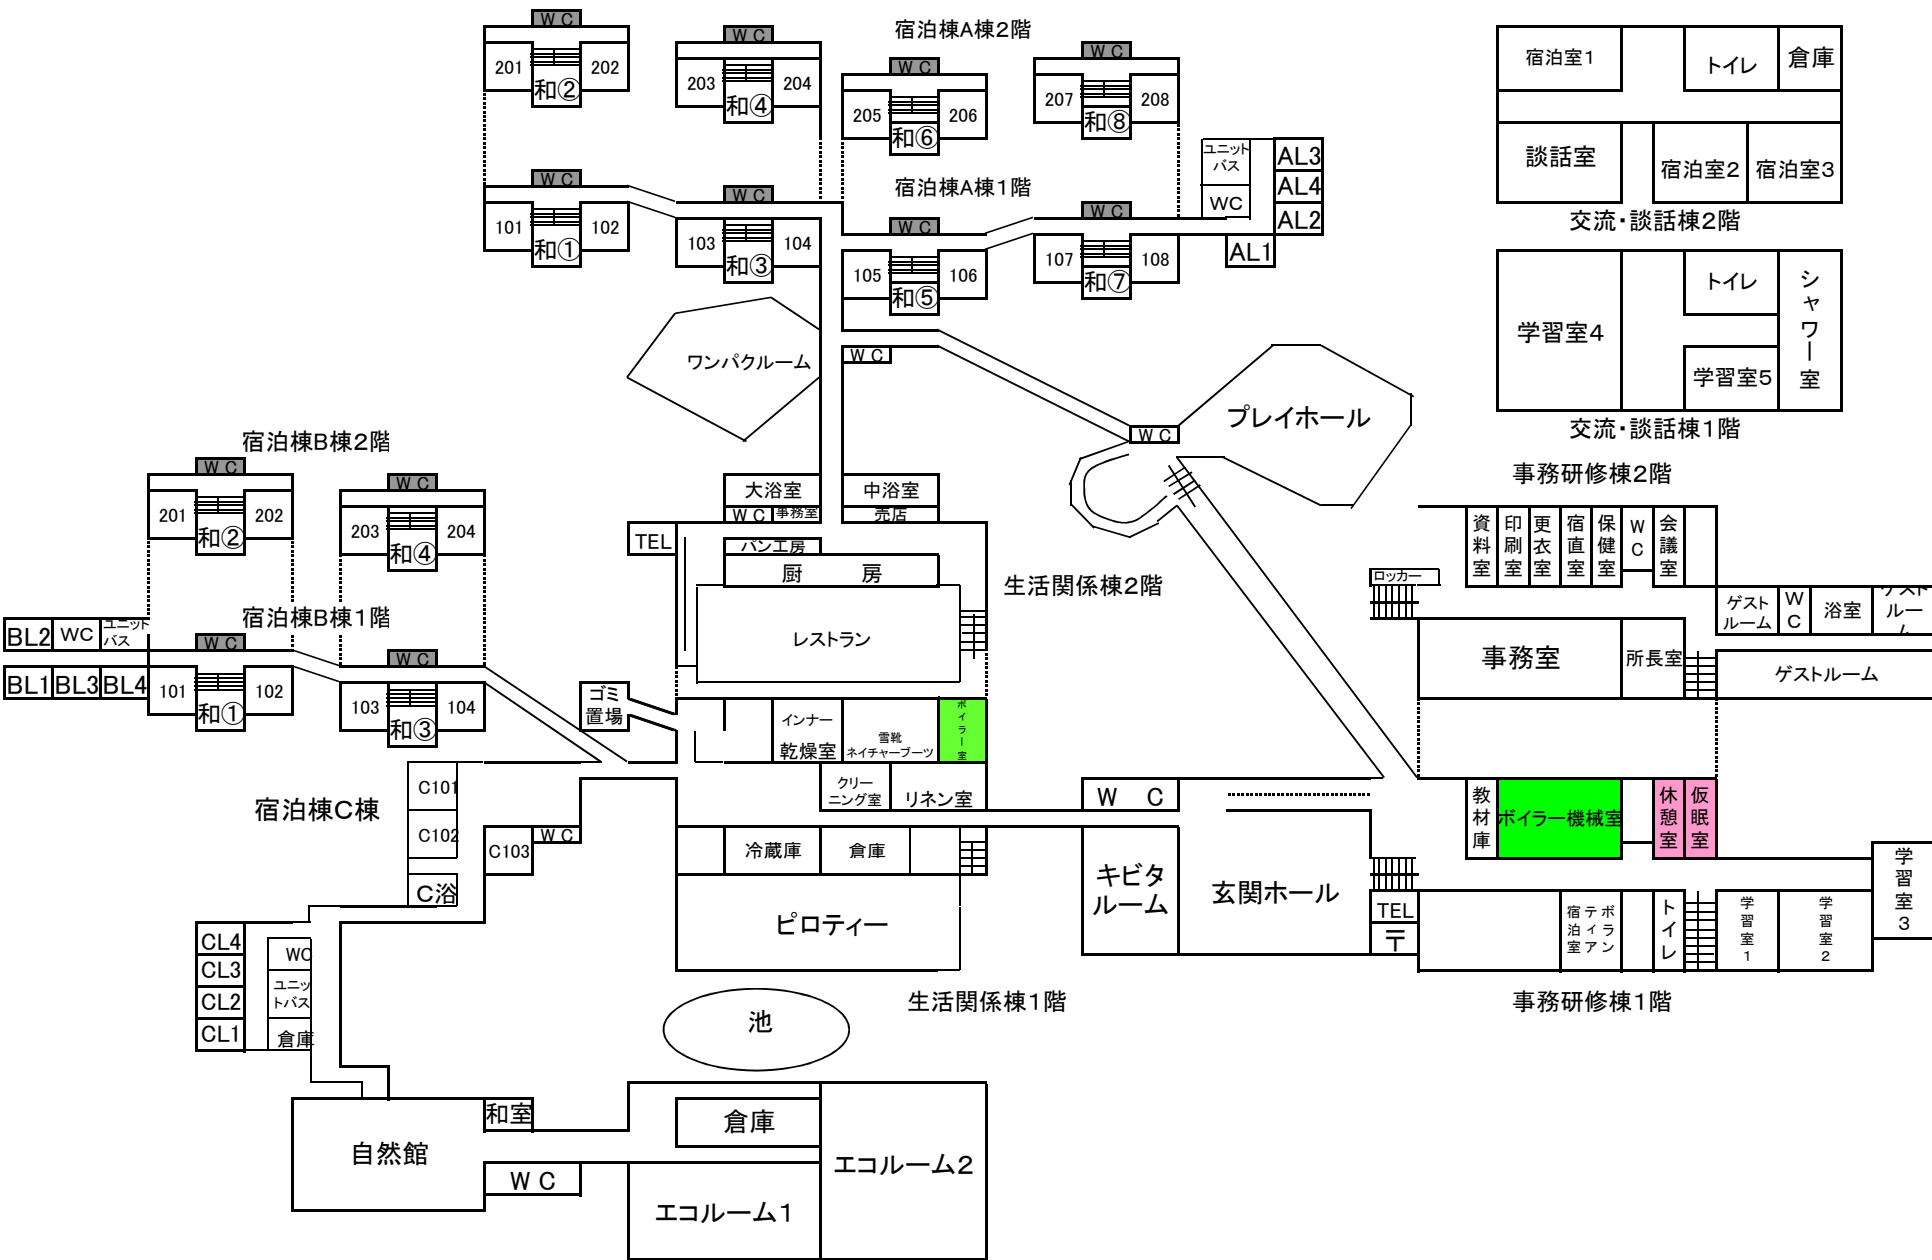 宿泊棟A棟2階
W C
201
202
和②
W C
203
204
和④
W C
205
206
和⑥
W C
207
208
和⑧
宿泊棟A棟1階
W C
101
102
和①
W C
103
104
和③
W C
105
106
和⑤
W C
107
108
和⑦
ユニット
バス
WC
AL3
AL4
AL2
AL1
宿泊室1
トイレ
倉庫
談話室
宿泊室2
宿泊室3
交流・談話棟2階
学習室4
トイレ
シャワー室
学習室5
交流・談話棟1階
ワンパクルーム
W C
プレイホール
W C
宿泊棟B棟2階
W C
201
202
和②
W C
203
204
和④
宿泊棟B棟1階
BL2
WC
ユニット
バス
BL1
BL3
BL4
W C
101
102
和①
W C
103
104
和③
大浴室
中浴室
W C
事務室
売店
TEL
パン工房
厨 房
レストラン
生活関係棟2階
ゴミ
置場
インナー
乾燥室
雪靴
ネイチャーブーツ
ボイラー室
クリー
ニング室
リネン室
冷蔵庫
倉庫
ピロティー
生活関係棟1階
事務研修棟2階
資料室
印刷室
更衣室
宿直室
保健室
WC
会議室
ロッカー
事務室
所長室
ゲスト
ルーム
WC
浴室
ゲスト
ルー
ム
ゲストルーム
W C
キビタ
ルーム
玄関ホール
TEL
〒
教材庫
ボイラー機械室
休憩室
仮眠室
ボラン
ティア
宿泊室
トイレ
学習室1
学習室2
学習室3
事務研修棟1階
宿泊棟C棟
C101
C102
C103
W C
C浴
CL4
CL3
CL2
CL1
WC
ユニッ
トバス
倉庫
池
自然館
和室
W C
倉庫
エコルーム1
エコルーム2